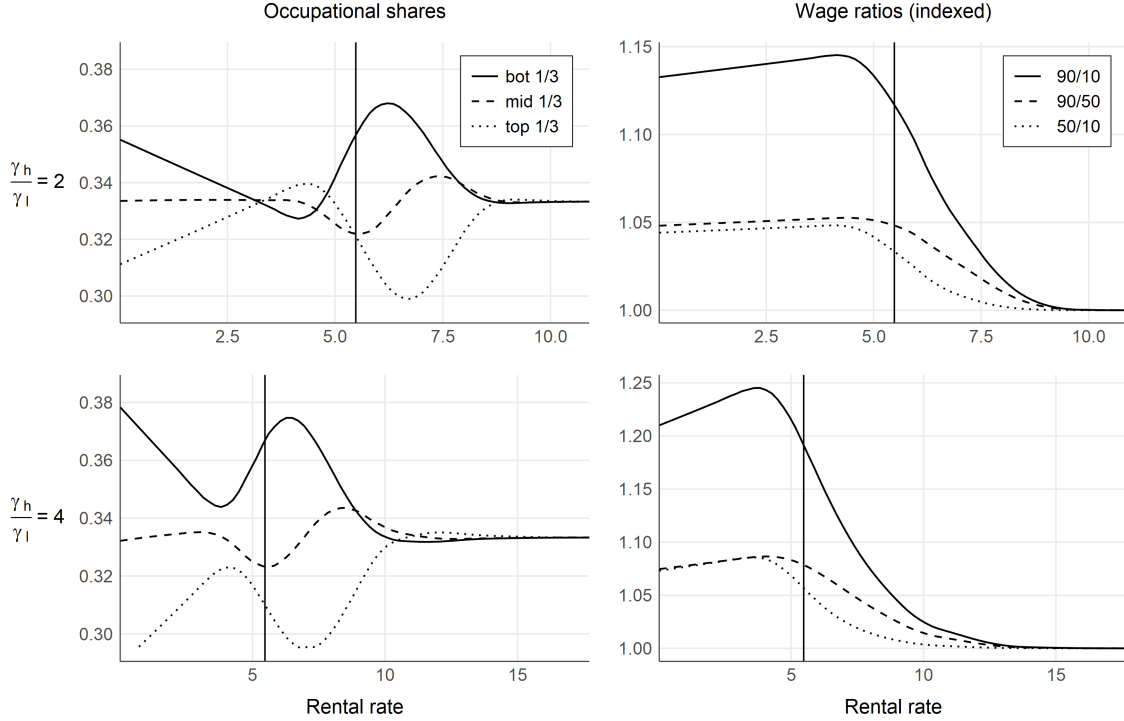 Occupational shares
Wage ratios (indexed)
0.38
0.36
0.34
0.32
0.30
2.5 5.0 7.5 10.0
bot 1/3
mid 1/3
top 1/3
1.15
1.10
1.05
1.00
2.5 5.0 7.5 10.0
90/10
90/50
50/10
γh
γl = 2
0.38
0.36
0.34
0.32
0.30
5 10 15
Rental rate
1.25
1.20
1.15
1.10
1.05
1.00
5 10 15
Rental rate
γh
γl = 4